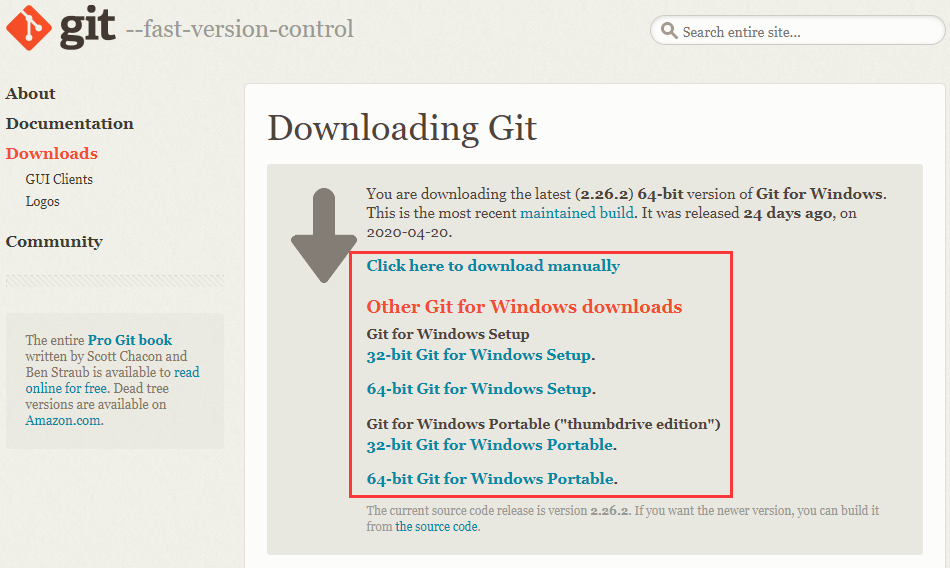 git --fast-version-control
Search entire site...
About
Documentation
Downloads
GUI Clients
Logos
Community
The entire Pro Git book
written by Scott Chacon and
Ben Straub is available to read
online for free. Dead tree
versions are available on
Amazon.com.
Downloading Git
You are downloading the latest (2.26.2) 64-bit version of Git for Windows.
This is the most recent maintained build. It was released 24 days ago, on
2020-04-20.
Click here to download manually
Other Git for Windows downloads
Git for Windows Setup
32-bit Git for Windows Setup.
64-bit Git for Windows Setup.
Git for Windows Portable ("thumbdrive edition")
32-bit Git for Windows Portable.
64-bit Git for Windows Portable.
The current source code release is version 2.26.2. If you want the newer version, you can build it
from the source code.